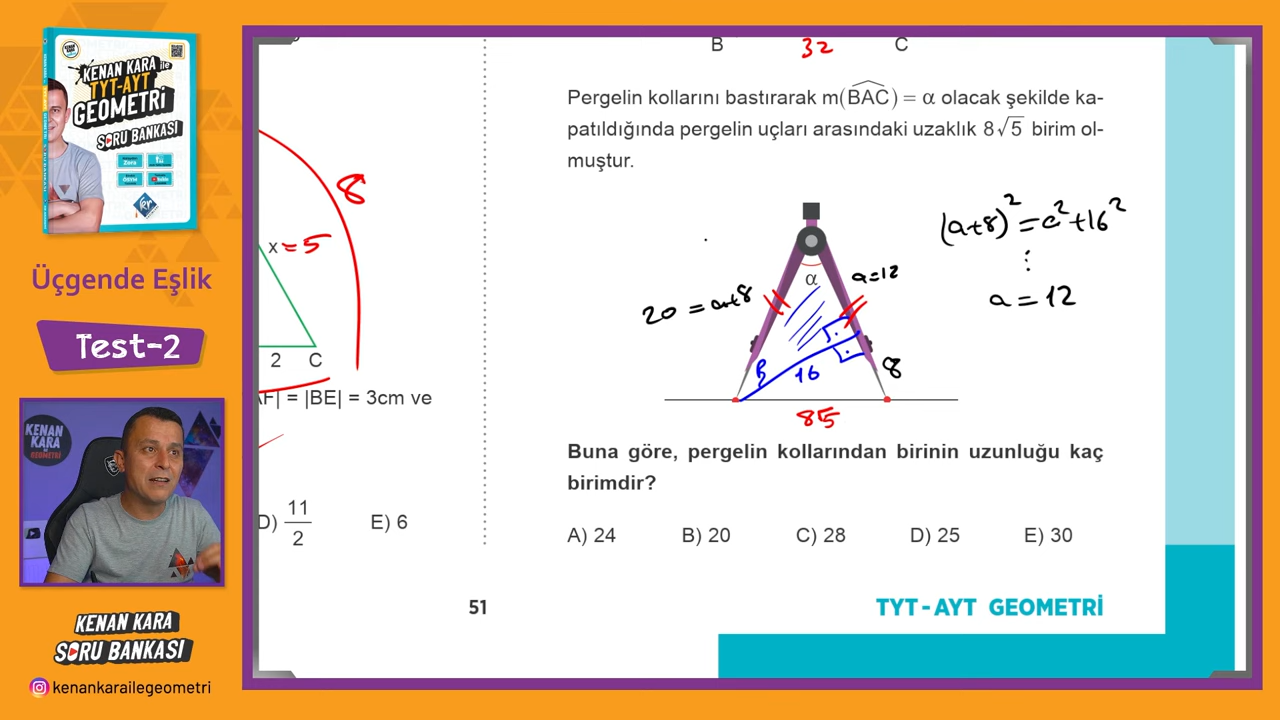 KENAN KARA ile
TYT-AYT
GEOMETRİ
SORU BANKASI
Üçgende Eşlik
Test-2
KENAN
KARA
GEOMETRİ
KENAN KARA
SORU BANKASI
kenankarailegeometri
8
x = 5
2 C
AF| = |BE| = 3cm ve
D) 11/2 E) 6
51
B 32 C
Pergelin kollarını bastırarak m(BAC) = α olacak şekilde ka-
patıldığında pergelin uçları arasındaki uzaklık 8√5 birim ol-
muştur.
(a+8)² = a² + 16²
⋮
a = 12
α
a=12
20 = a+8
β
16
8
8√5
Buna göre, pergelin kollarından birinin uzunluğu kaç
birimdir?
A) 24 B) 20 C) 28 D) 25 E) 30
TYT - AYT GEOMETRİ